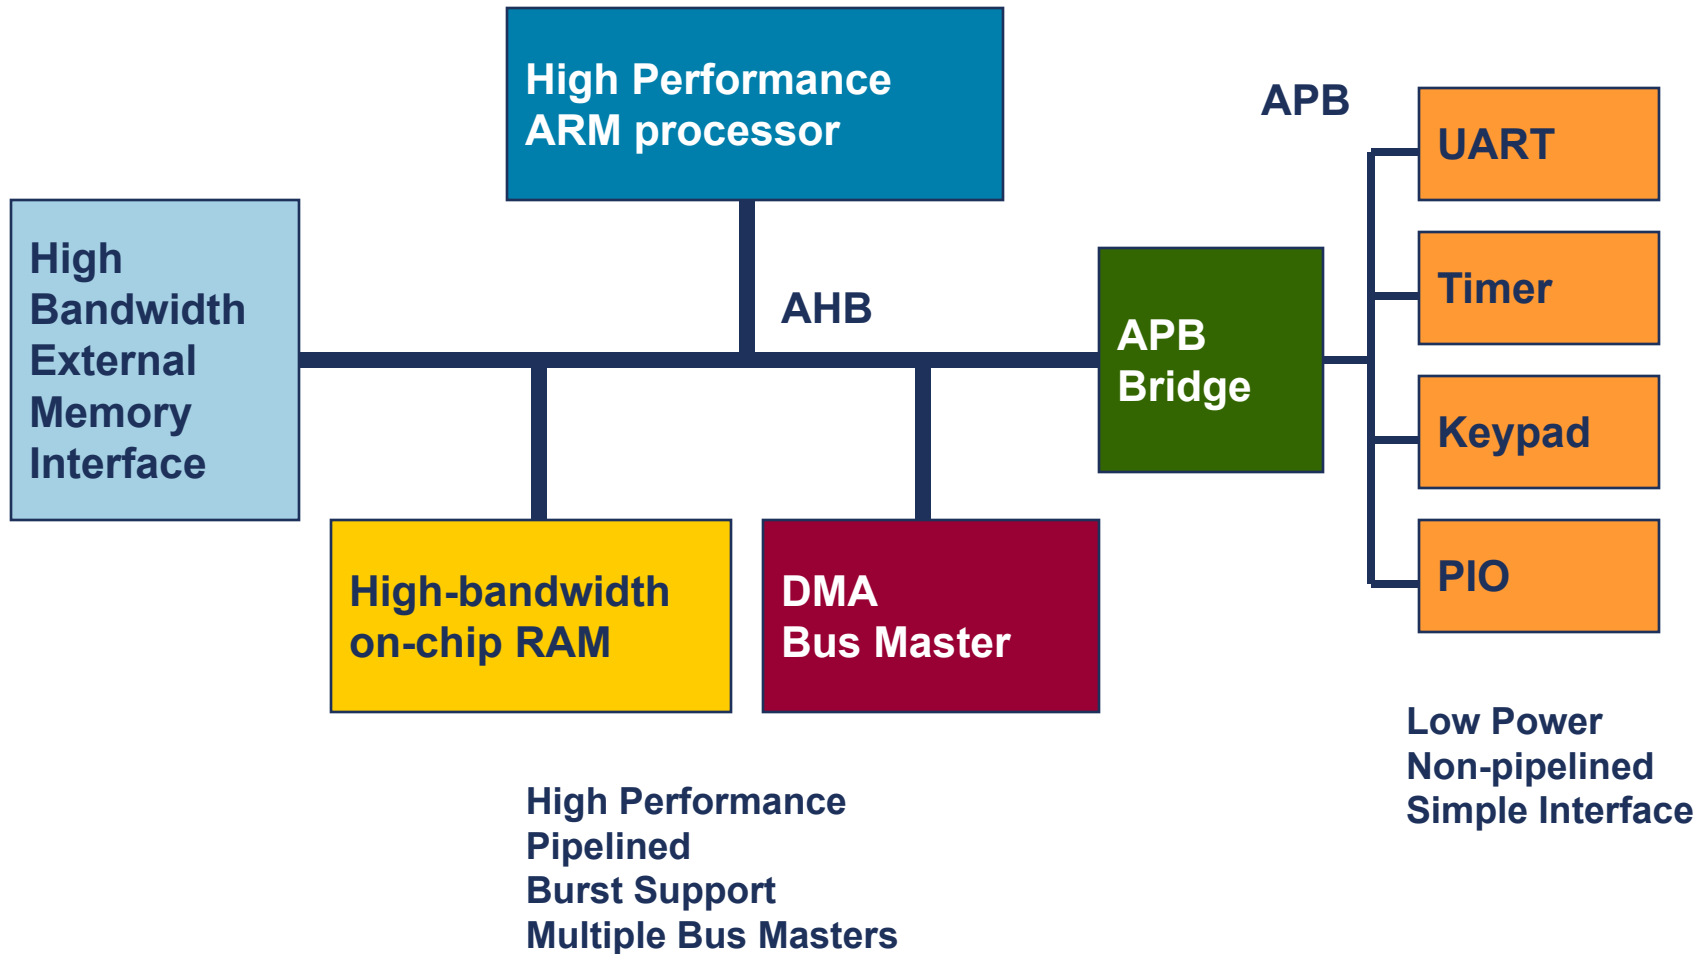 High Performance
ARM processor
APB
UART
High
Bandwidth
External
Memory
Interface
AHB
APB
Bridge
Timer
Keypad
PIO
High-bandwidth
on-chip RAM
DMA
Bus Master
Low Power
Non-pipelined
Simple Interface
High Performance
Pipelined
Burst Support
Multiple Bus Masters